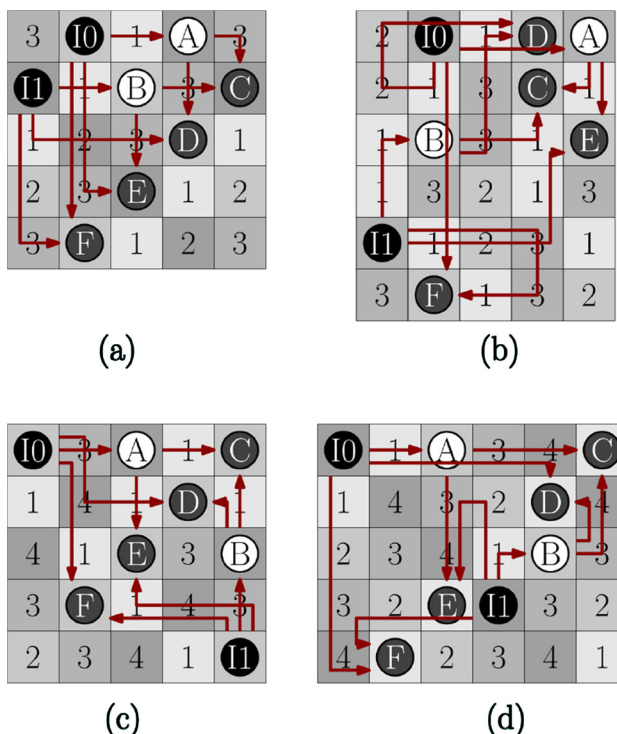 3 I0 1 A 3
I1 1 B 3 C
1 2 3 D 1
2 3 E 1 2
3 F 1 2 3
(a)
2 I0 1 D A
2 1 3 C 1
1 B 3 1 E
1 3 2 1 3
I1 1 2 3 1
3 F 1 3 2
(b)
I0 3 A 1 C
1 4 1 D 1
4 1 E 3 B
3 F 1 4 3
2 3 4 1 I1
(c)
I0 1 A 3 4 C
1 4 3 2 D 4
2 3 4 1 B 3
3 2 E I1 3 2
4 F 2 3 4 1
(d)